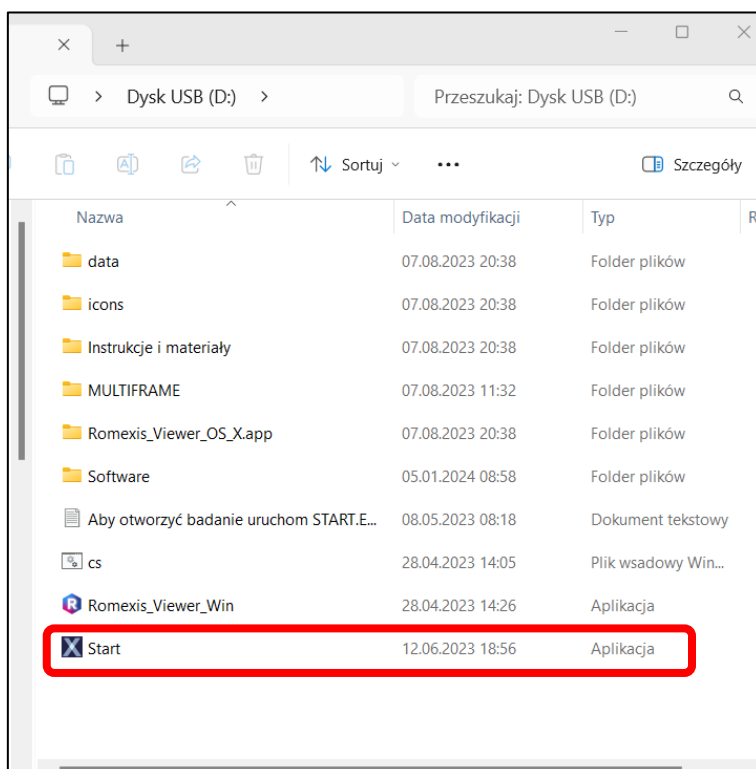 Dysk USB (D:) Przeszukaj: Dysk USB (D:)
Sortuj Szczegóły
Nazwa Data modyfikacji Typ R
data 07.08.2023 20:38 Folder plików
icons 07.08.2023 20:38 Folder plików
Instrukcje i materiały 07.08.2023 20:38 Folder plików
MULTIFRAME 07.08.2023 11:32 Folder plików
Romexis_Viewer_OS_X.app 07.08.2023 20:38 Folder plików
Software 05.01.2024 08:58 Folder plików
Aby otworzyć badanie uruchom START.E... 08.05.2023 08:18 Dokument tekstowy
cs 28.04.2023 14:05 Plik wsadowy Win...
Romexis_Viewer_Win 28.04.2023 14:26 Aplikacja
Start 12.06.2023 18:56 Aplikacja